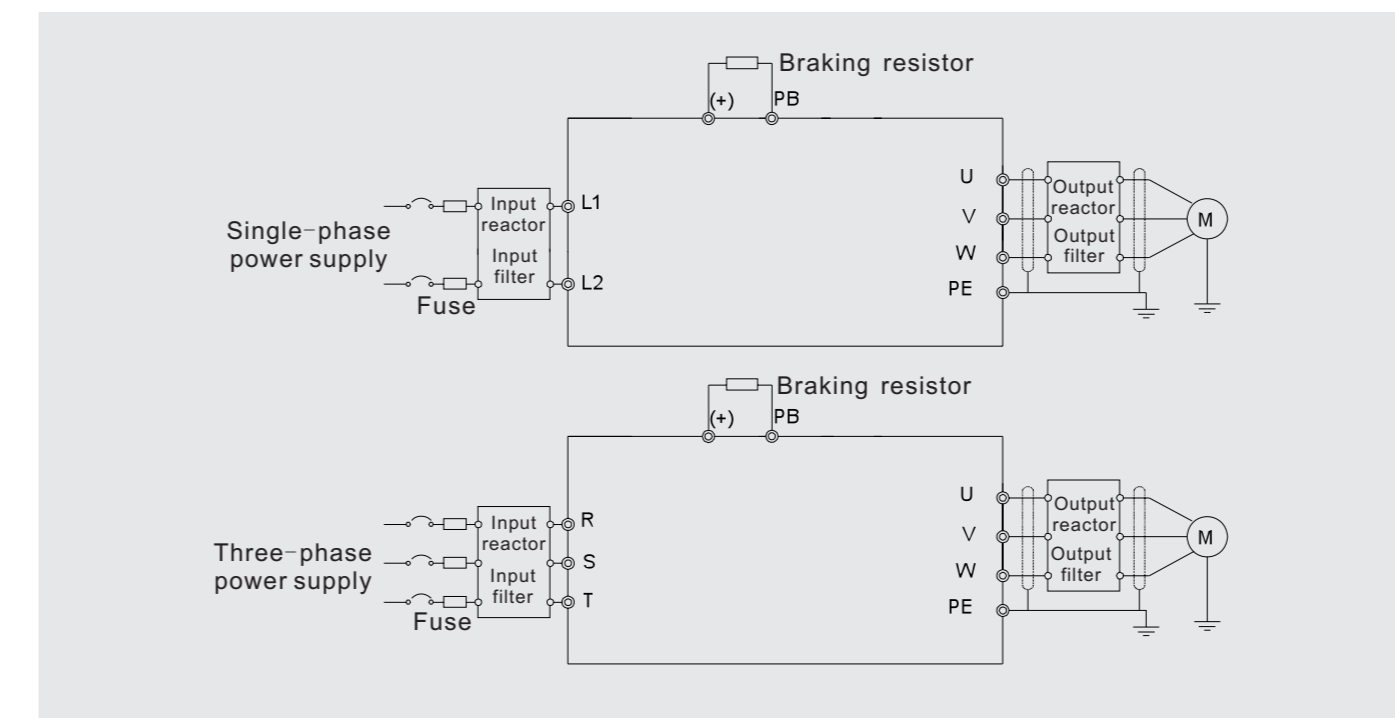 Braking resistor
(+)
PB
U
V
W
PE
Output
reactor
Output
filter
M
Single-phase
power supply
Input
reactor
Input
filter
L1
L2
Fuse
Braking resistor
(+)
PB
U
V
W
PE
Output
reactor
Output
filter
M
Three-phase
power supply
Input
reactor
Input
filter
R
S
T
Fuse